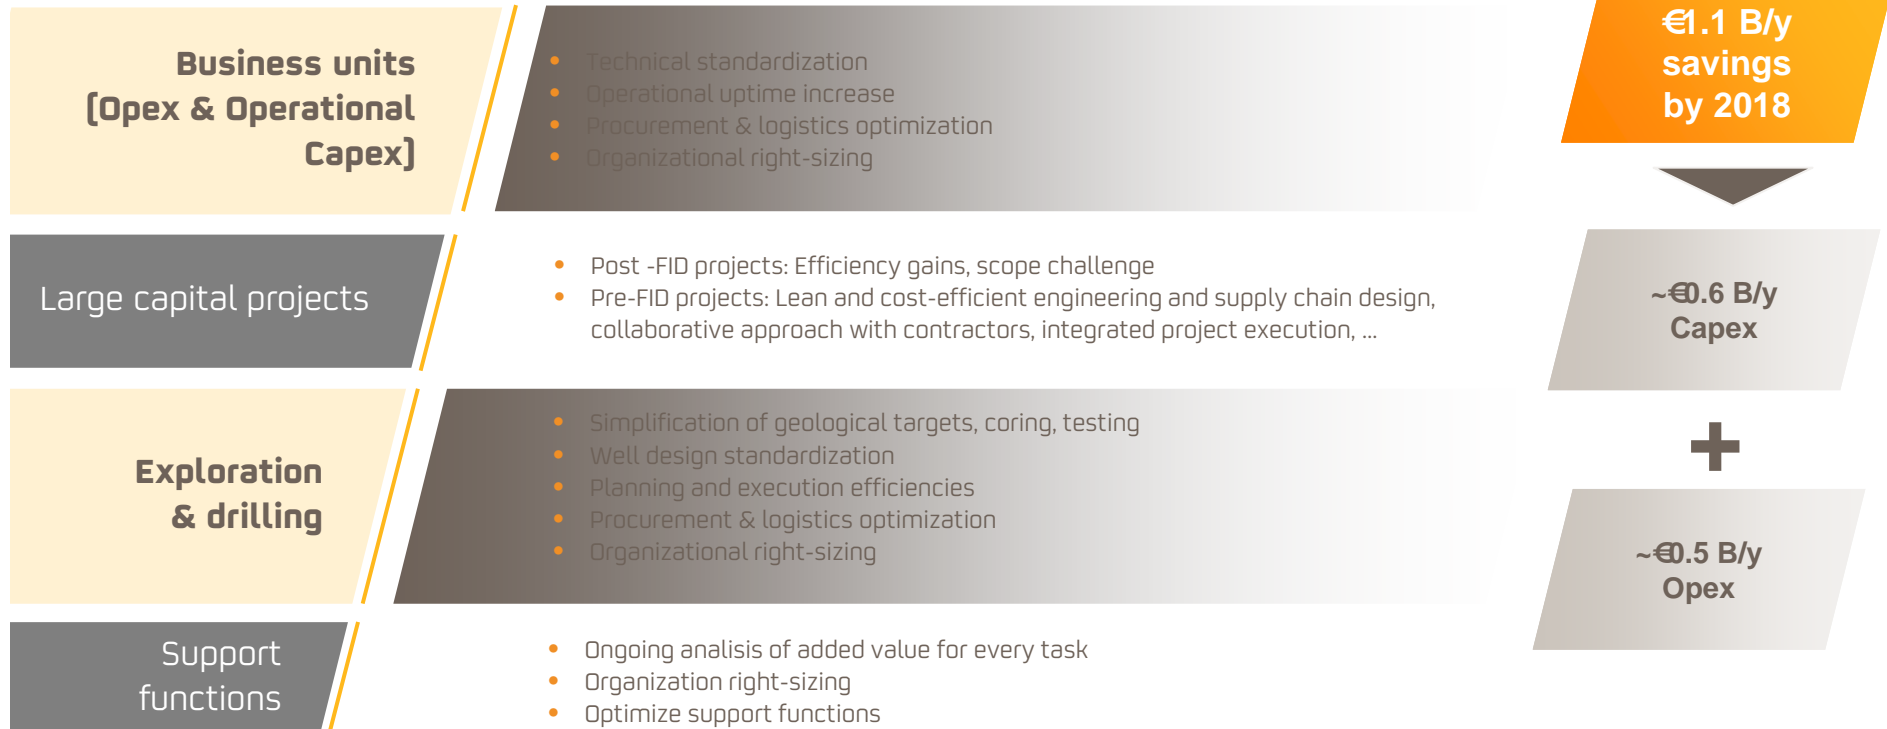 Business units
(Opex & Operational
Capex)
• Technical standardization
• Operational uptime increase
• Procurement & logistics optimization
• Organizational right-sizing
€1.1 B/y
savings
by 2018
Large capital projects
• Post -FID projects: Efficiency gains, scope challenge
• Pre-FID projects: Lean and cost-efficient engineering and supply chain design,
collaborative approach with contractors, integrated project execution, ...
~€0.6 B/y
Capex
+
Exploration
& drilling
• Simplification of geological targets, coring, testing
• Well design standardization
• Planning and execution efficiencies
• Procurement & logistics optimization
• Organizational right-sizing
~€0.5 B/y
Opex
Support
functions
• Ongoing analisis of added value for every task
• Organization right-sizing
• Optimize support functions